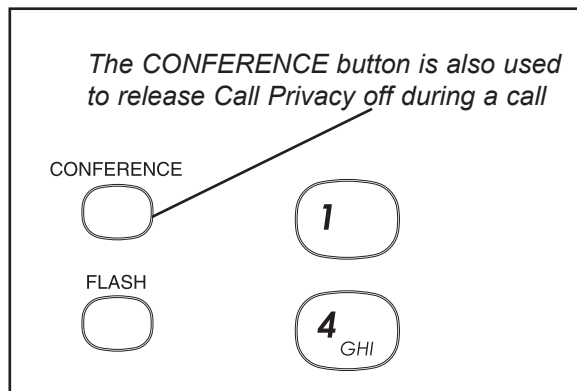 The CONFERENCE button is also used
to release Call Privacy off during a call
CONFERENCE
1
FLASH
4 GHI